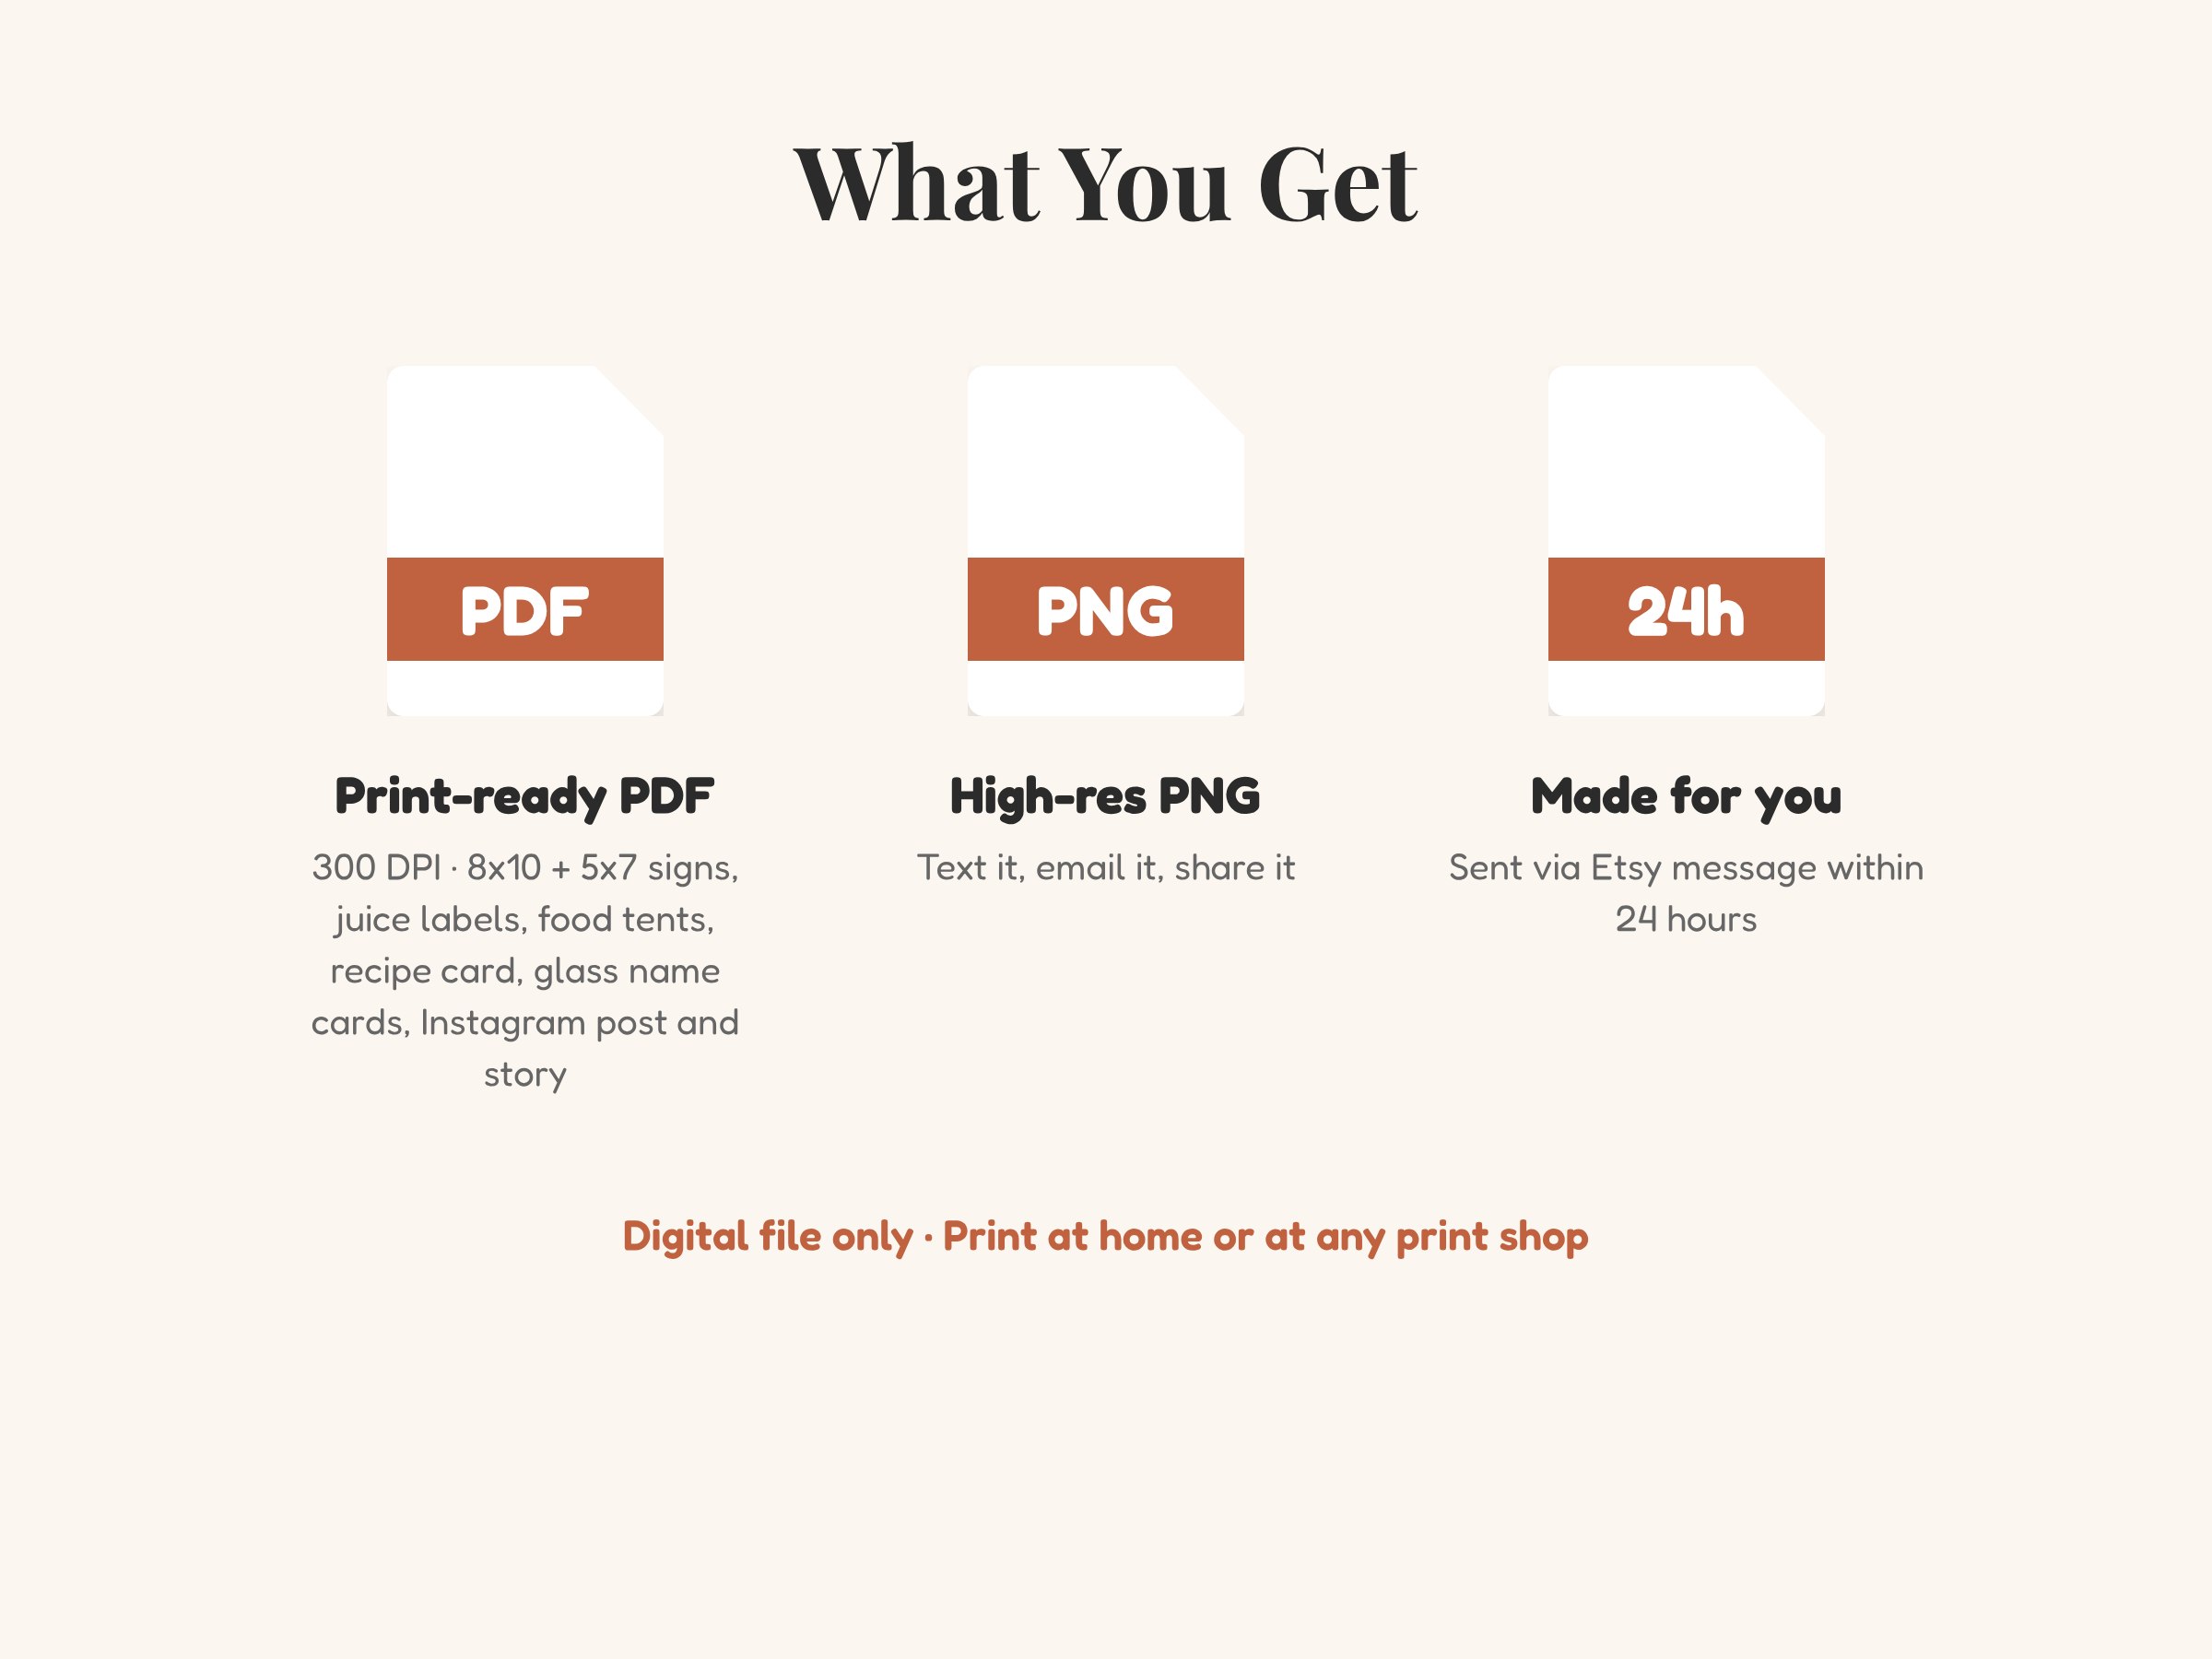 What You Get
PDF
PNG
24h
Print-ready PDF
300 DPI · 8x10 + 5x7 signs,
juice labels, food tents,
recipe card, glass name
cards, Instagram post and
story
High-res PNG
Text it, email it, share it
Made for you
Sent via Etsy message within
24 hours
Digital file only · Print at home or at any print shop